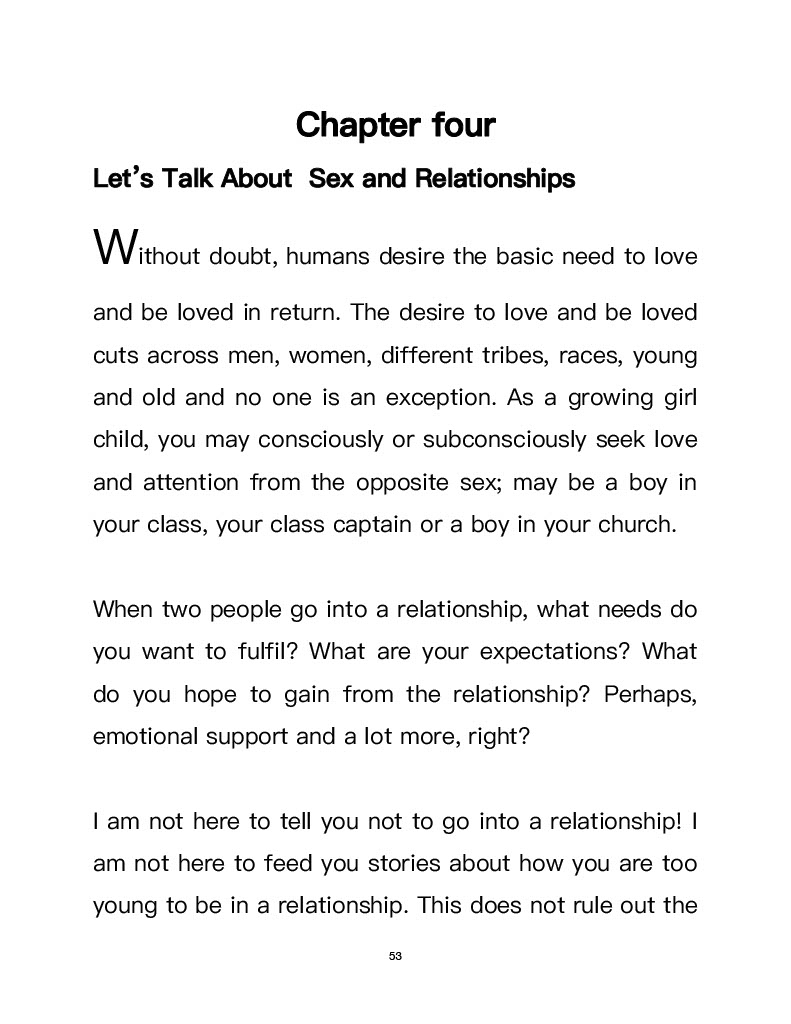 Chapter four
Let’s Talk About  Sex and Relationships
Without doubt, humans desire the basic need to love
and be loved in return. The desire to love and be loved
cuts across men, women, different tribes, races, young
and old and no one is an exception. As a growing girl
child, you may consciously or subconsciously seek love
and attention from the opposite sex; may be a boy in
your class, your class captain or a boy in your church.
When two people go into a relationship, what needs do
you want to fulfil? What are your expectations? What
do you hope to gain from the relationship? Perhaps,
emotional support and a lot more, right?
I am not here to tell you not to go into a relationship! I
am not here to feed you stories about how you are too
young to be in a relationship. This does not rule out the
53